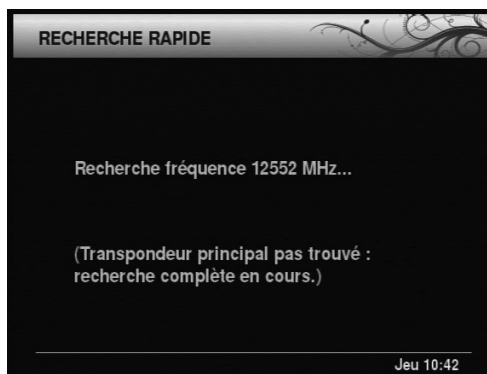 RECHERCHE RAPIDE
Recherche fréquence 12552 MHz...
(Transpondeur principal pas trouvé :
recherche complète en cours.)
Jeu 10:42